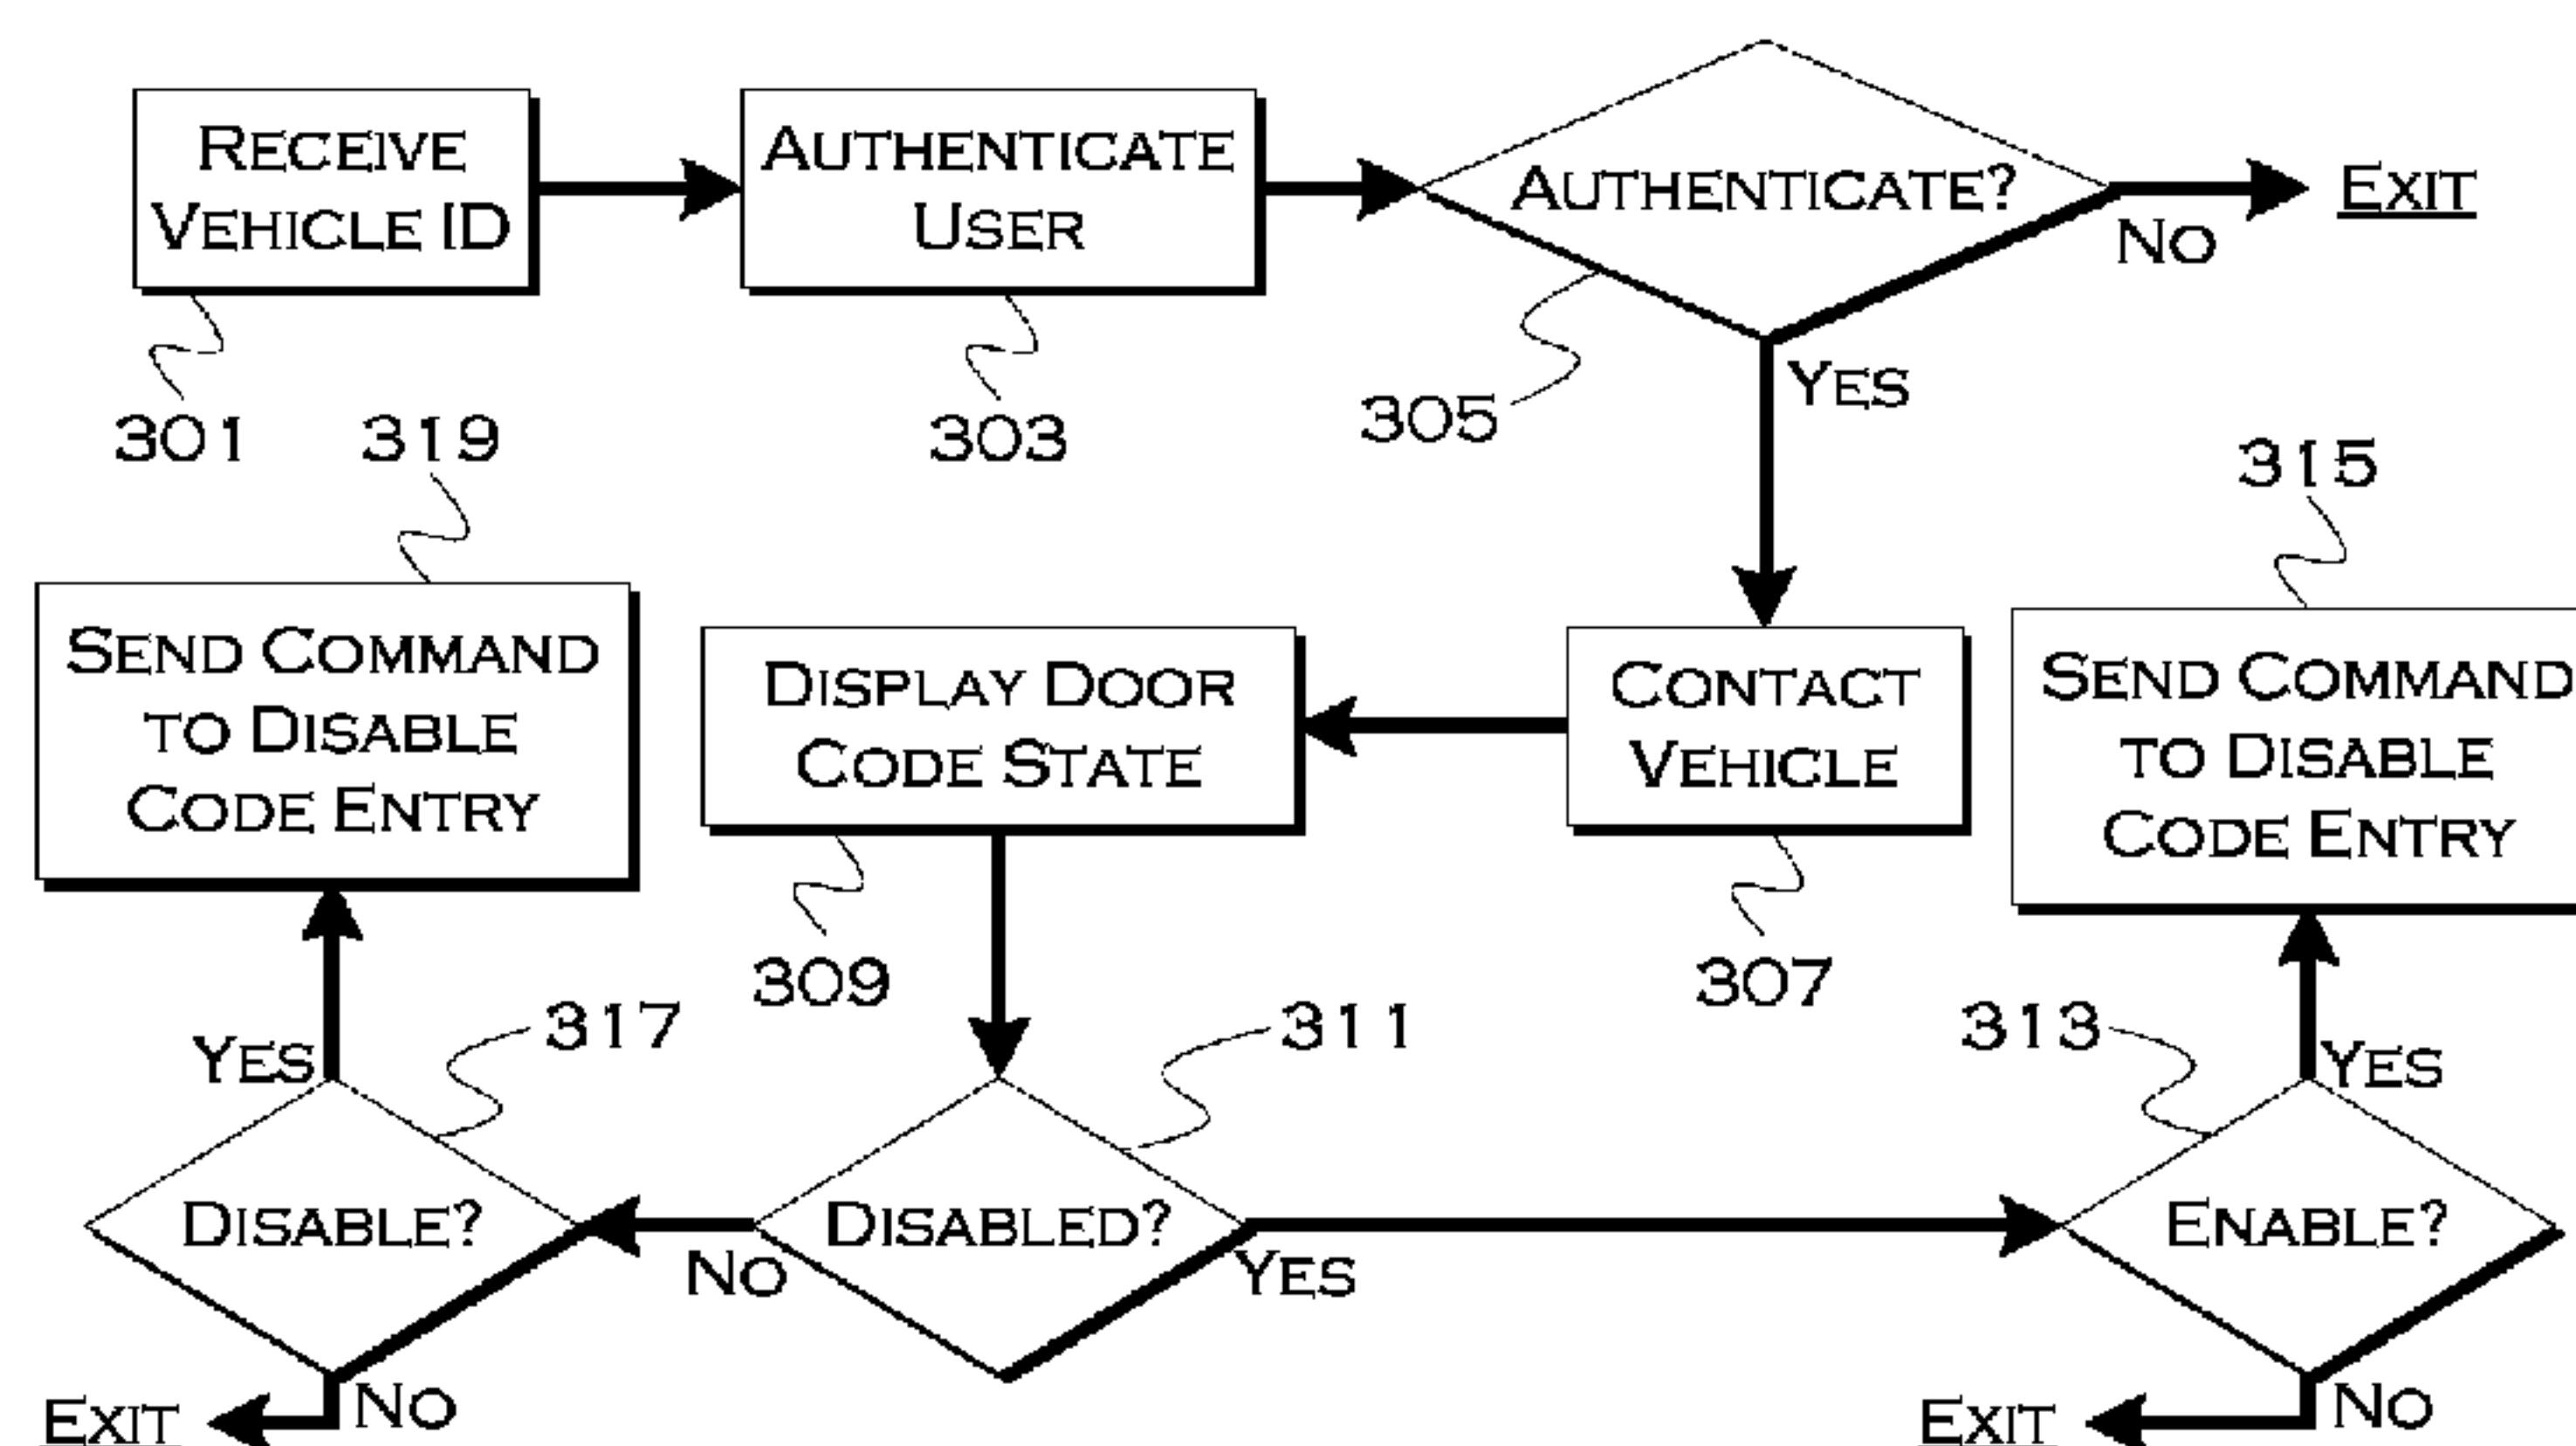 RECEIVE
VEHICLE ID
AUTHENTICATE
USER
AUTHENTICATE?
EXIT
NO
YES
301
319
303
305
315
SEND COMMAND
TO DISABLE
CODE ENTRY
DISPLAY DOOR
CODE STATE
CONTACT
VEHICLE
SEND COMMAND
TO DISABLE
CODE ENTRY
309
307
317
311
313
YES
YES
DISABLE?
DISABLED?
ENABLE?
NO
YES
EXIT
NO
EXIT
NO